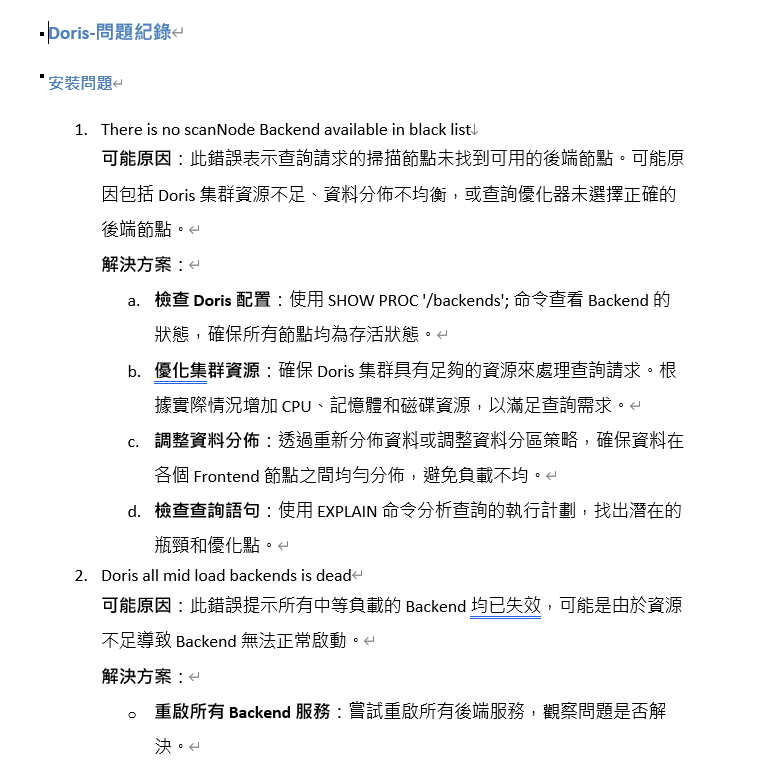 Doris-問題紀錄
安裝問題
1. There is no scanNode Backend available in black list
可能原因：此錯誤表示查詢請求的掃描節點未找到可用的後端節點。可能原
因包括 Doris 集群資源不足、資料分佈不均衡，或查詢優化器未選擇正確的
後端節點。
解決方案：
a. 檢查 Doris 配置：使用 SHOW PROC '/backends'; 命令查看 Backend 的
狀態，確保所有節點均為存活狀態。
b. 優化集群資源：確保 Doris 集群具有足夠的資源來處理查詢請求。根
據實際情況增加 CPU、記憶體和磁碟資源，以滿足查詢需求。
c. 調整資料分佈：透過重新分佈資料或調整資料分區策略，確保資料在
各個 Frontend 節點之間均勻分佈，避免負載不均。
d. 檢查查詢語句：使用 EXPLAIN 命令分析查詢的執行計劃，找出潛在的
瓶頸和優化點。
2. Doris all mid load backends is dead
可能原因：此錯誤提示所有中等負載的 Backend 均已失效，可能是由於資源
不足導致 Backend 無法正常啟動。
解決方案：
o 重啟所有 Backend 服務：嘗試重啟所有後端服務，觀察問題是否解
決。